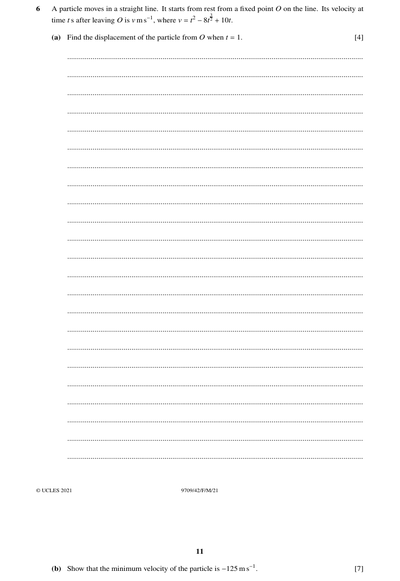 6 A particle moves in a straight line. It starts from rest from a fixed point O on the line. Its velocity at
time t s after leaving O is v m s⁻¹, where v = t² − 8t^(3/2) + 10t.
(a) Find the displacement of the particle from O when t = 1. [4]
© UCLES 2021 9709/42/F/M/21
11
(b) Show that the minimum velocity of the particle is −125 m s⁻¹. [7]